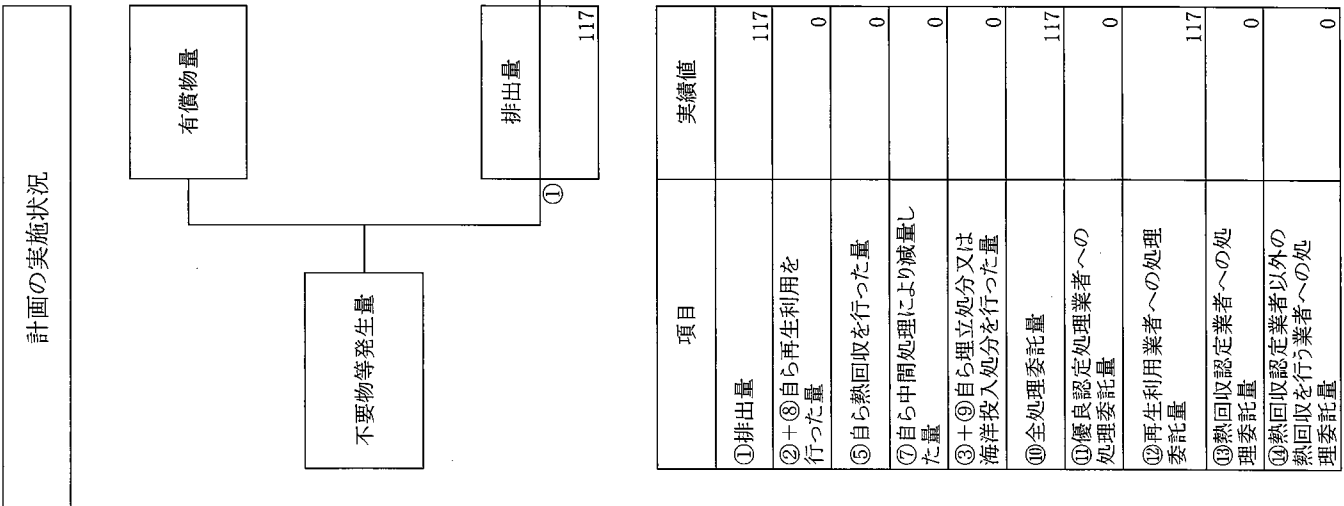 計画の実施状況
不要物等発生量
有償物量
排出量
①
117
項目
実績値
①排出量
117
②+⑧自ら再生利用を
行った量
0
⑤自ら熱回収を行った量
0
⑦自ら中間処理により減量し
た量
0
③+⑨自ら埋立処分又は
海洋投入処分を行った量
0
⑩全処理委託量
117
⑪優良認定処理業者への
処理委託量
0
⑫再生利用業者への処理
委託量
117
⑬熱回収認定業者への処
理委託量
0
⑭熱回収認定業者以外の
熱回収を行う業者への処
理委託量
0